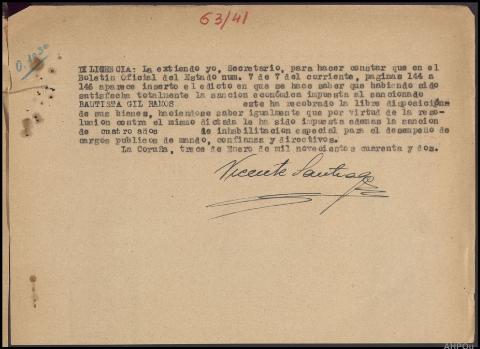 63/41
0.1030
DILIGENCIA: La extiendo yo, Secretario, para hacer constar que en el
Boletin Oficial del Estado num. 7 de 7 del corriente, paginas 144 a
146 aparece inserto el edicto en que se hace saber que habiendo sido
satisfecha totalmente la sancion económica impuesta al sancionado
BAUTISTA GIL RAMOS este ha recobrado la libre disposición
de sus bienes, haciendose saber igualmente que por virtud de la reso-
lucion contra el mismo dictada le ha sido impuesta ademas la sancion
de cuatro años de inhabilitacion especial para el desempeño de
cargos publicos de mando, confianza y directivos.
La Coruña, trece de Enero de mil novecientos cuarenta y dos.
Vicente Santiago
AHPOu